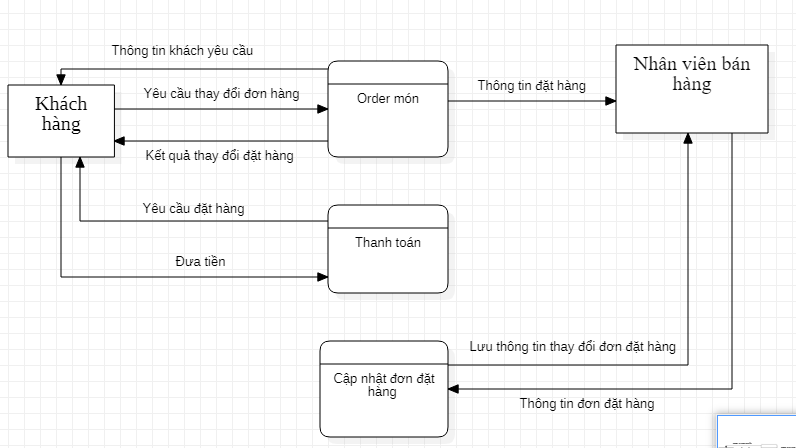 Thông tin khách yêu cầu
Khách
hàng
Yêu cầu thay đổi đơn hàng
Kết quả thay đổi đặt hàng
Order món
Thông tin đặt hàng
Nhân viên bán
hàng
Yêu cầu đặt hàng
Đưa tiền
Thanh toán
Lưu thông tin thay đổi đơn đặt hàng
Cập nhật đơn đặt
hàng
Thông tin đơn đặt hàng